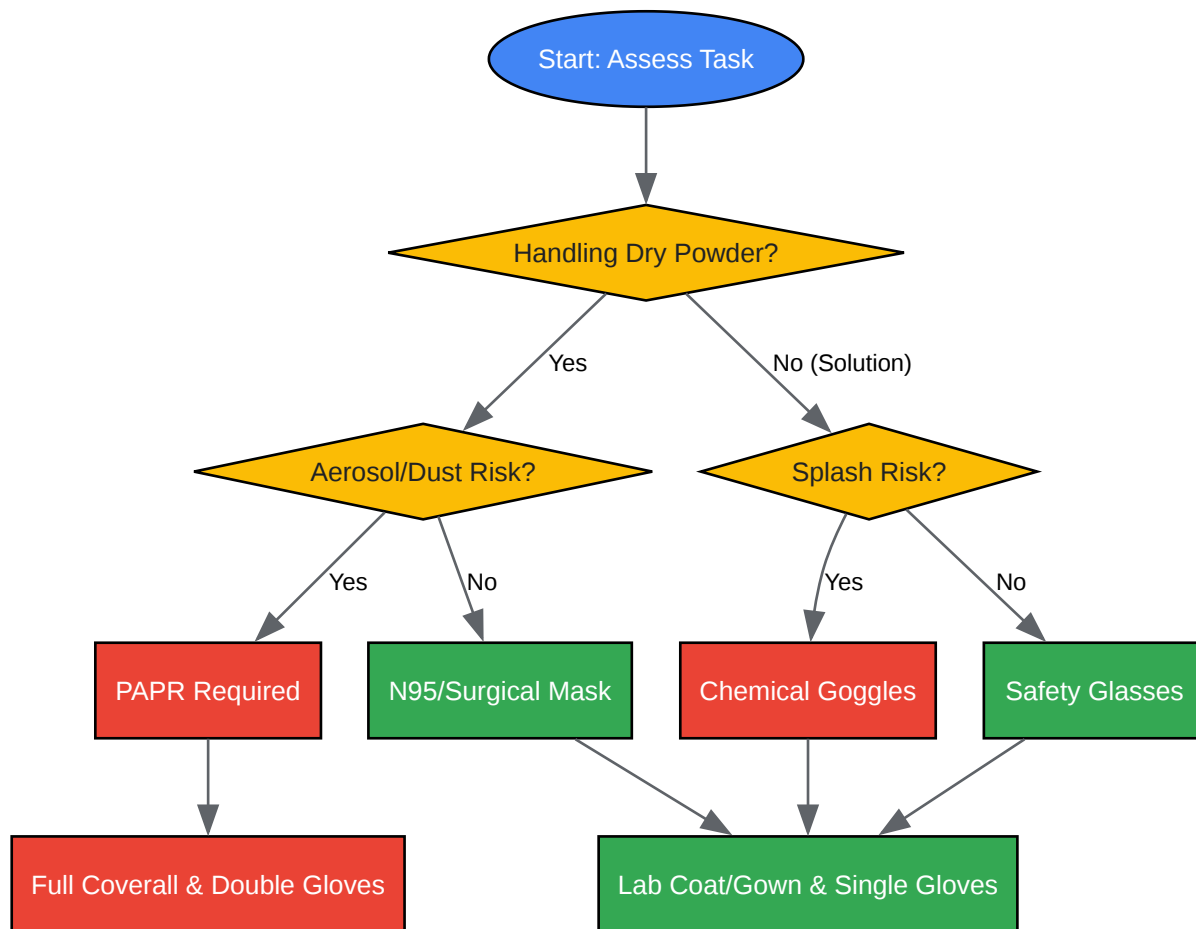 Start: Assess Task
Handling Dry Powder?
Yes
No (Solution)
Aerosol/Dust Risk?
Splash Risk?
Yes
No
Yes
No
PAPR Required
N95/Surgical Mask
Chemical Goggles
Safety Glasses
Full Coverall & Double Gloves
Lab Coat/Gown & Single Gloves